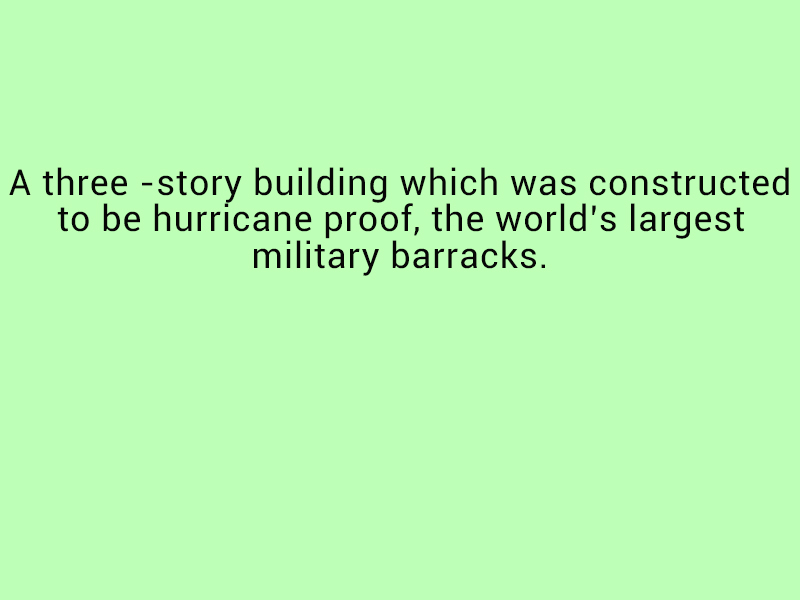 A three -story building which was constructed
to be hurricane proof, the world's largest
military barracks.